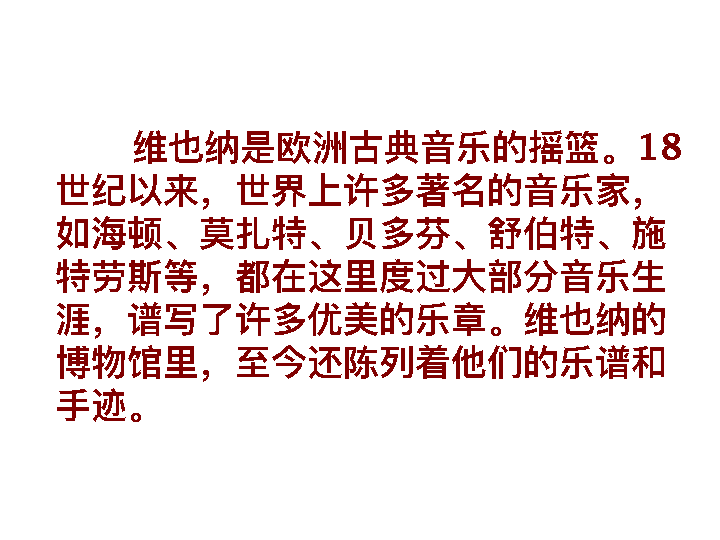 维也纳是欧洲古典音乐的摇篮。18
世纪以来，世界上许多著名的音乐家，
如海顿、莫扎特、贝多芬、舒伯特、施
特劳斯等，都在这里度过大部分音乐生
涯，谱写了许多优美的乐章。维也纳的
博物馆里，至今还陈列着他们的乐谱和
手迹。